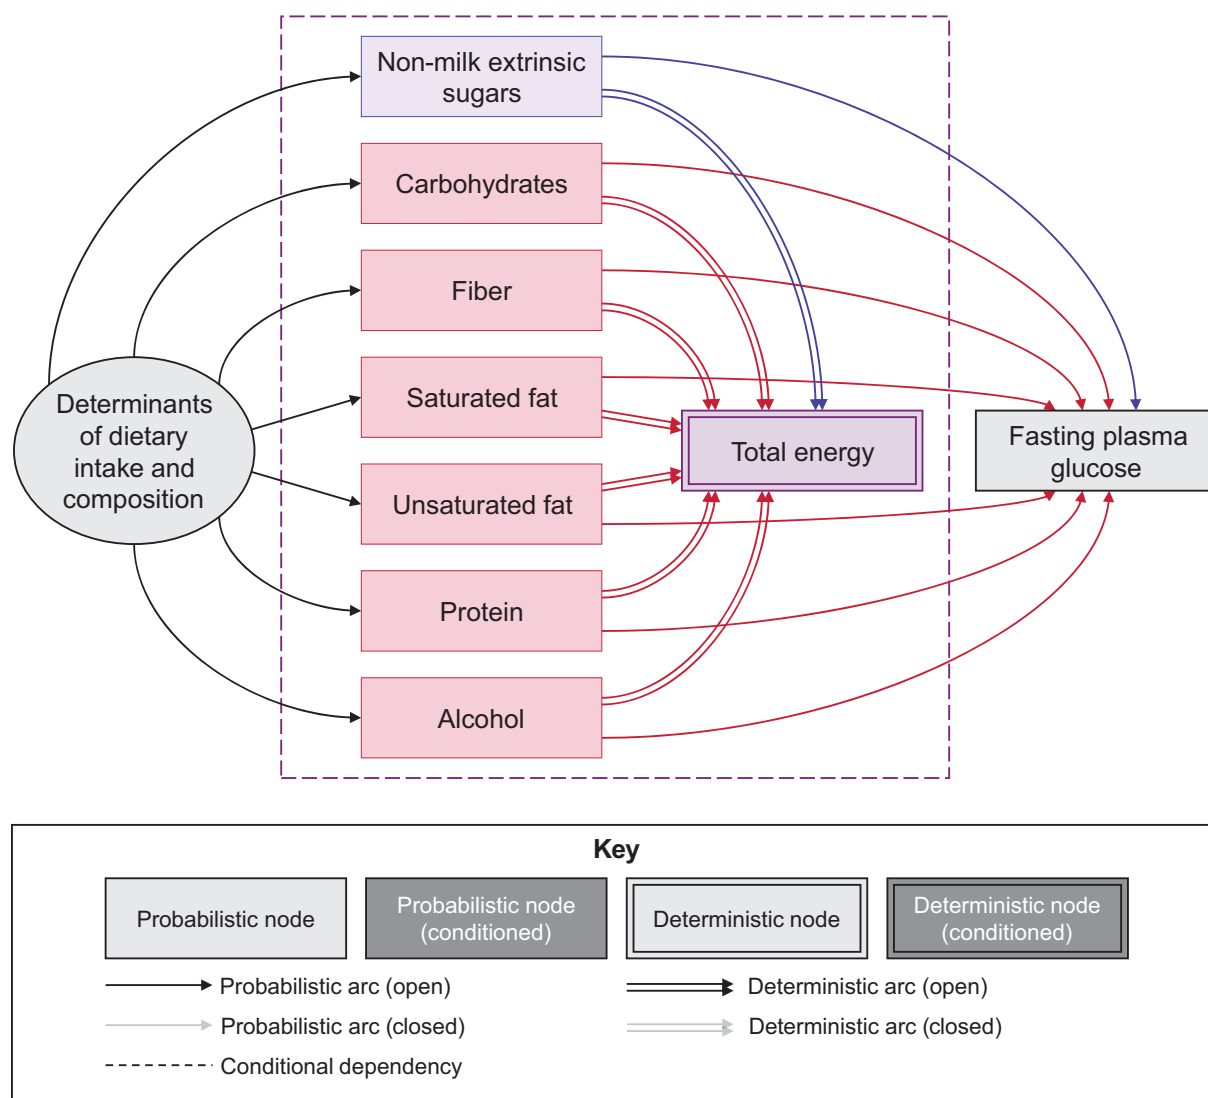 Non-milk extrinsic
sugars
Carbohydrates
Fiber
Saturated fat
Unsaturated fat
Protein
Alcohol
Determinants
of dietary
intake and
composition
Total energy
Fasting plasma
glucose
Key
Probabilistic node
Probabilistic node
(conditioned)
Deterministic node
Deterministic node
(conditioned)
Probabilistic arc (open)
Deterministic arc (open)
Probabilistic arc (closed)
Deterministic arc (closed)
Conditional dependency